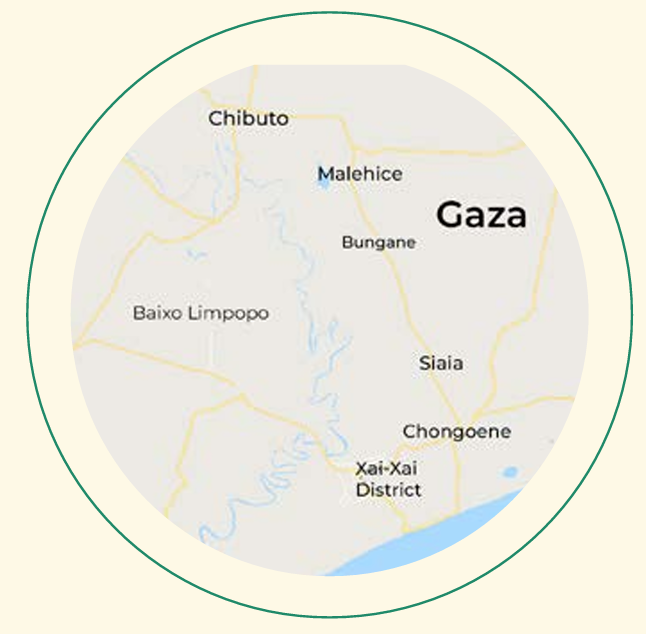 Chibuto
Malehice
Gaza
Bungane
Baixo Limpopo
Siaia
Chongoene
Xai-Xai
District